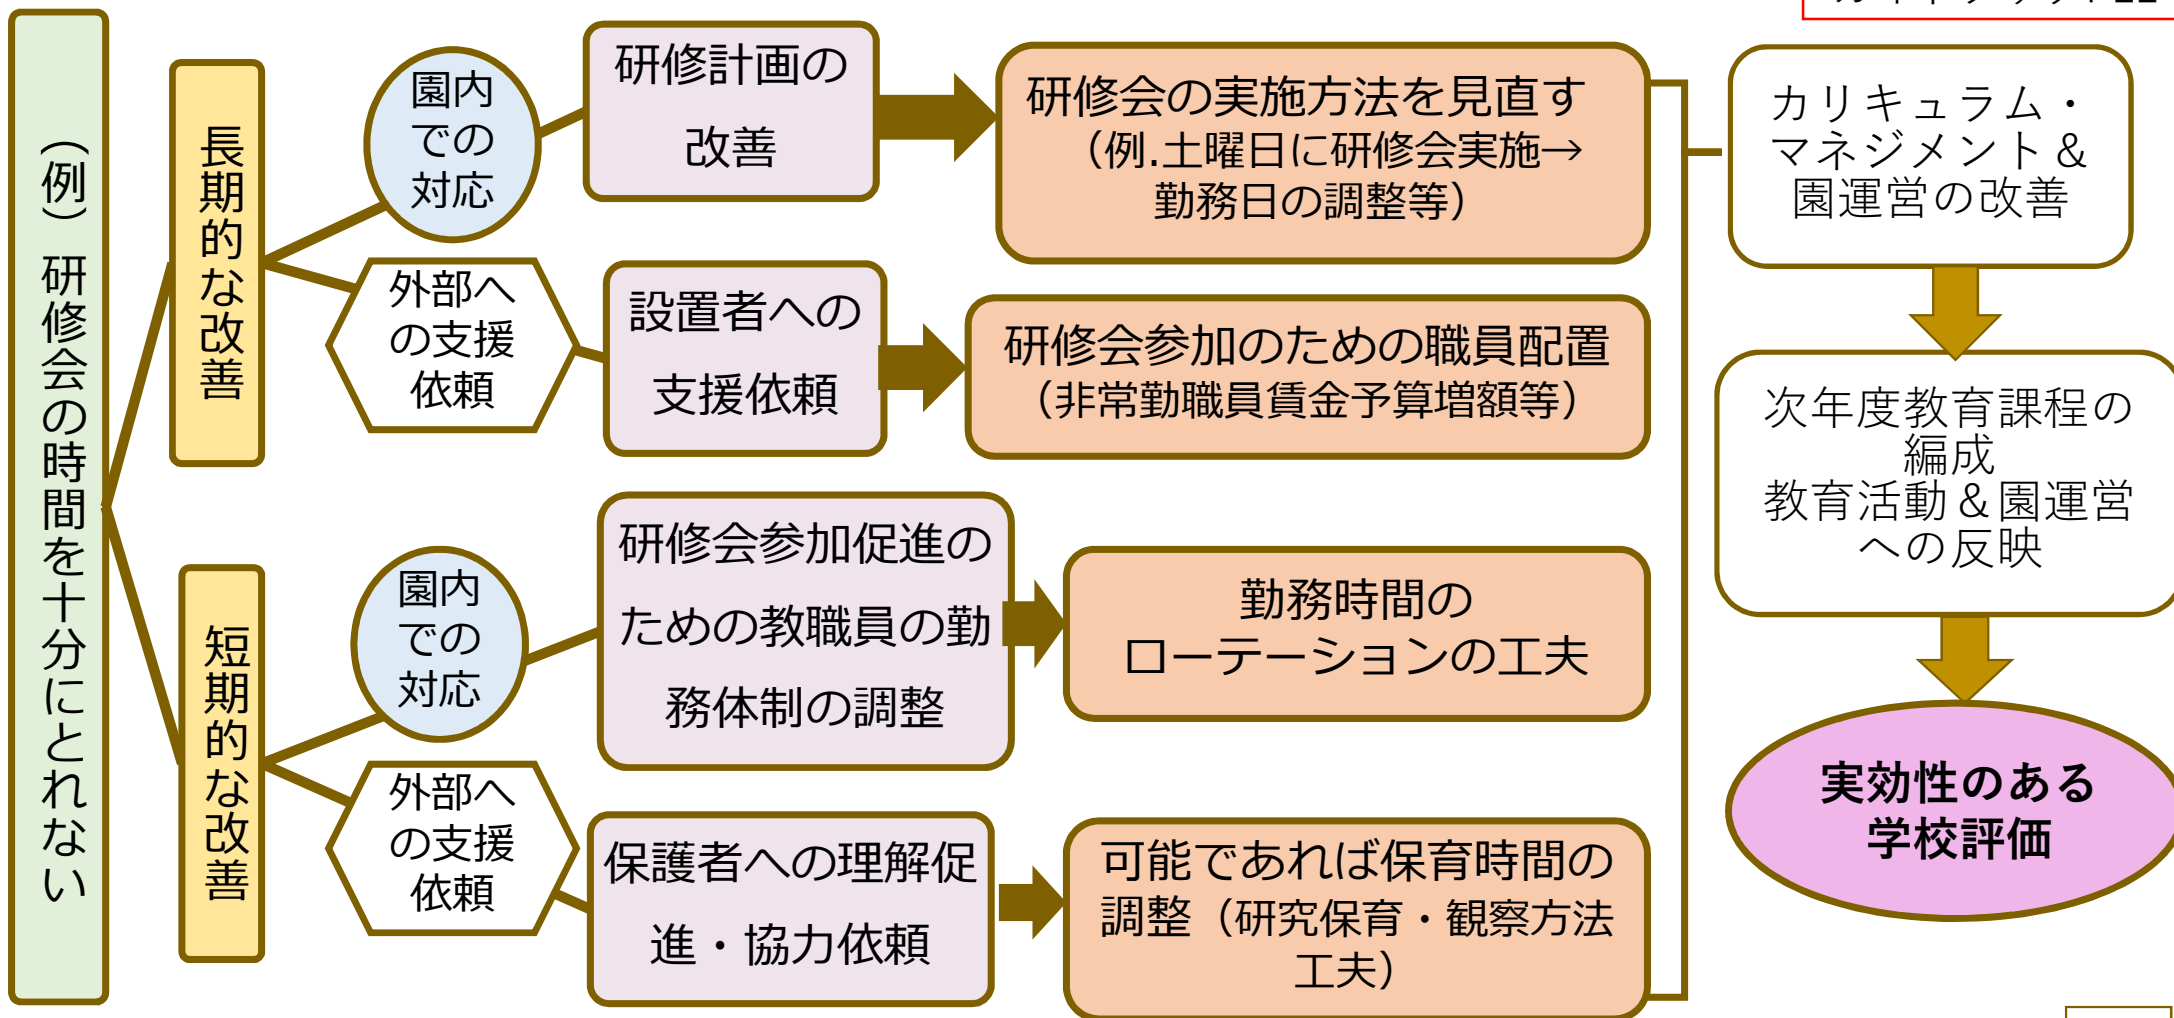 （例）研修会の時間を十分にとれない
長期的な改善
園内
での
対応
研修計画の
改善
研修会の実施方法を見直す
（例.土曜日に研修会実施→
勤務日の調整等）
外部へ
の支援
依頼
設置者への
支援依頼
研修会参加のための職員配置
（非常勤職員賃金予算増額等）
短期的な改善
園内
での
対応
研修会参加促進の
ための教職員の勤
務体制の調整
勤務時間の
ローテーションの工夫
外部へ
の支援
依頼
保護者への理解促
進・協力依頼
可能であれば保育時間の
調整（研究保育・観察方法
工夫）
カリキュラム・
マネジメント＆
園運営の改善
次年度教育課程の
編成
教育活動＆園運営
への反映
実効性のある
学校評価